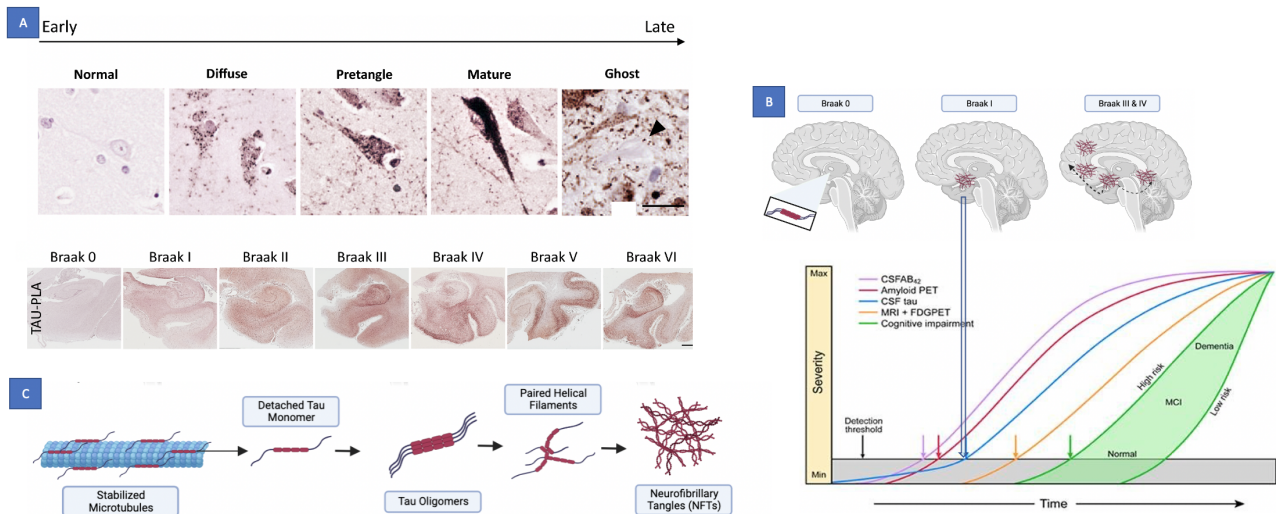 A
Early
Late
Normal
Diffuse
Pretangle
Mature
Ghost
Braak 0
Braak I
Braak II
Braak III
Braak IV
Braak V
Braak VI
TAU-PLA
B
Braak 0
Braak I
Braak III & IV
Max
Severity
Min
CSFAB42
Amyloid PET
CSF tau
MRI + FDGPET
Cognitive impairment
Detection
threshold
High risk
Dementia
MCI
Low risk
Normal
Time
C
Stabilized
Microtubules
Detached Tau
Monomer
Tau Oligomers
Paired Helical
Filaments
Neurofibrillary
Tangles (NFTs)